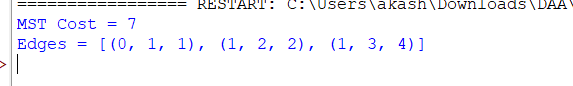 ================= RESTART: C:\Users\akash\Downloads\DAA\
MST Cost = 7
Edges = [(0, 1, 1), (1, 2, 2), (1, 3, 4)]
>